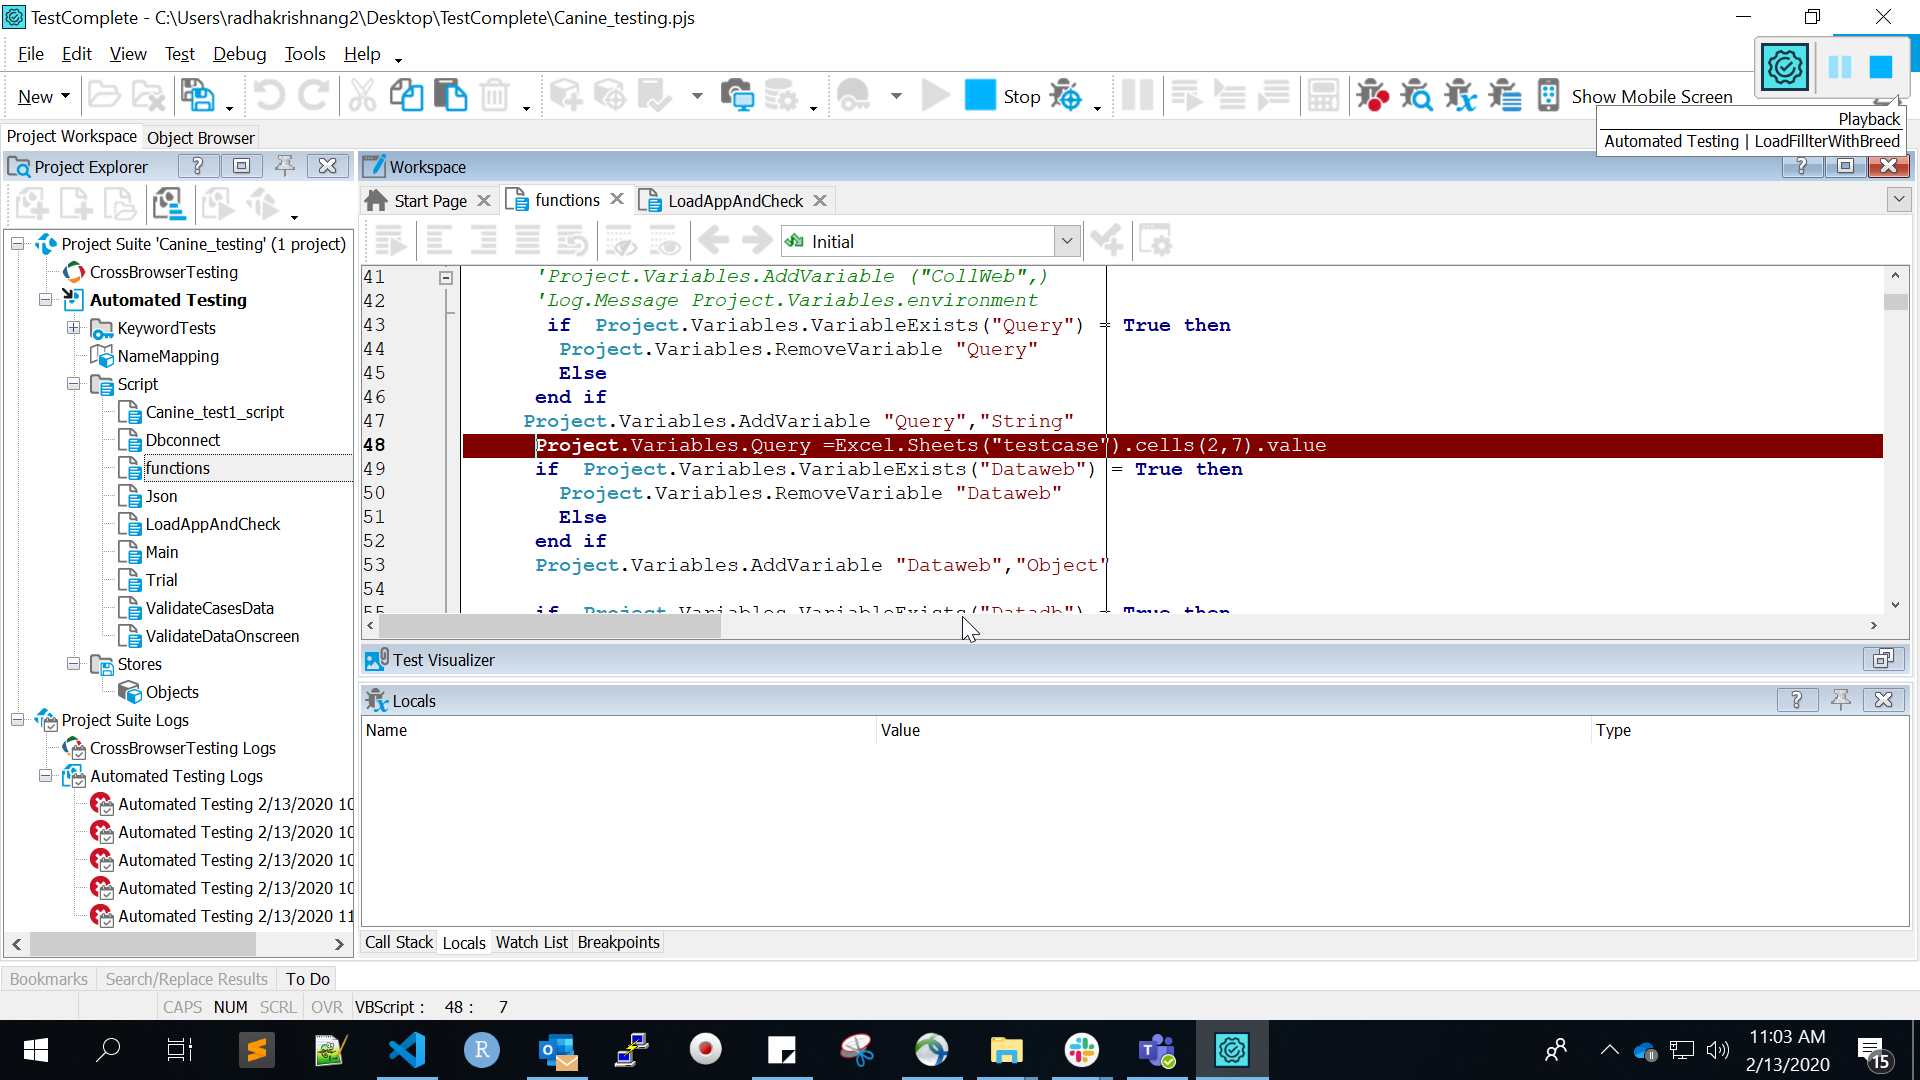 TestComplete - C:\Users\radhakrishnang2\Desktop\TestComplete\Canine_testing.pjs
File Edit View Test Debug Tools Help
New Stop Show Mobile Screen
Playback
Automated Testing | LoadFillterWithBreed
Project Workspace Object Browser
Project Explorer
Workspace
Start Page functions LoadAppAndCheck
Initial
Project Suite 'Canine_testing' (1 project)
CrossBrowserTesting
Automated Testing
KeywordTests
NameMapping
Script
Canine_test1_script
Dbconnect
functions
Json
LoadAppAndCheck
Main
Trial
ValidateCasesData
ValidateDataOnscreen
Stores
Objects
Project Suite Logs
CrossBrowserTesting Logs
Automated Testing Logs
Automated Testing 2/13/2020 10
Automated Testing 2/13/2020 10
Automated Testing 2/13/2020 10
Automated Testing 2/13/2020 10
Automated Testing 2/13/2020 11
41 'Project.Variables.AddVariable ("CollWeb",)
42 'Log.Message Project.Variables.environment
43 if Project.Variables.VariableExists("Query") = True then
44 Project.Variables.RemoveVariable "Query"
45 Else
46 end if
47 Project.Variables.AddVariable "Query","String"
48 Project.Variables.Query =Excel.Sheets("testcase").cells(2,7).value
49 if Project.Variables.VariableExists("Dataweb") = True then
50 Project.Variables.RemoveVariable "Dataweb"
51 Else
52 end if
53 Project.Variables.AddVariable "Dataweb","Object"
54
55 if Project.Variables.VariableExists("Datadb") = True then
Test Visualizer
Locals
Name Value Type
Call Stack Locals Watch List Breakpoints
Bookmarks Search/Replace Results To Do
CAPS NUM SCRL OVR VBScript : 48 : 7
11:03 AM
2/13/2020
15